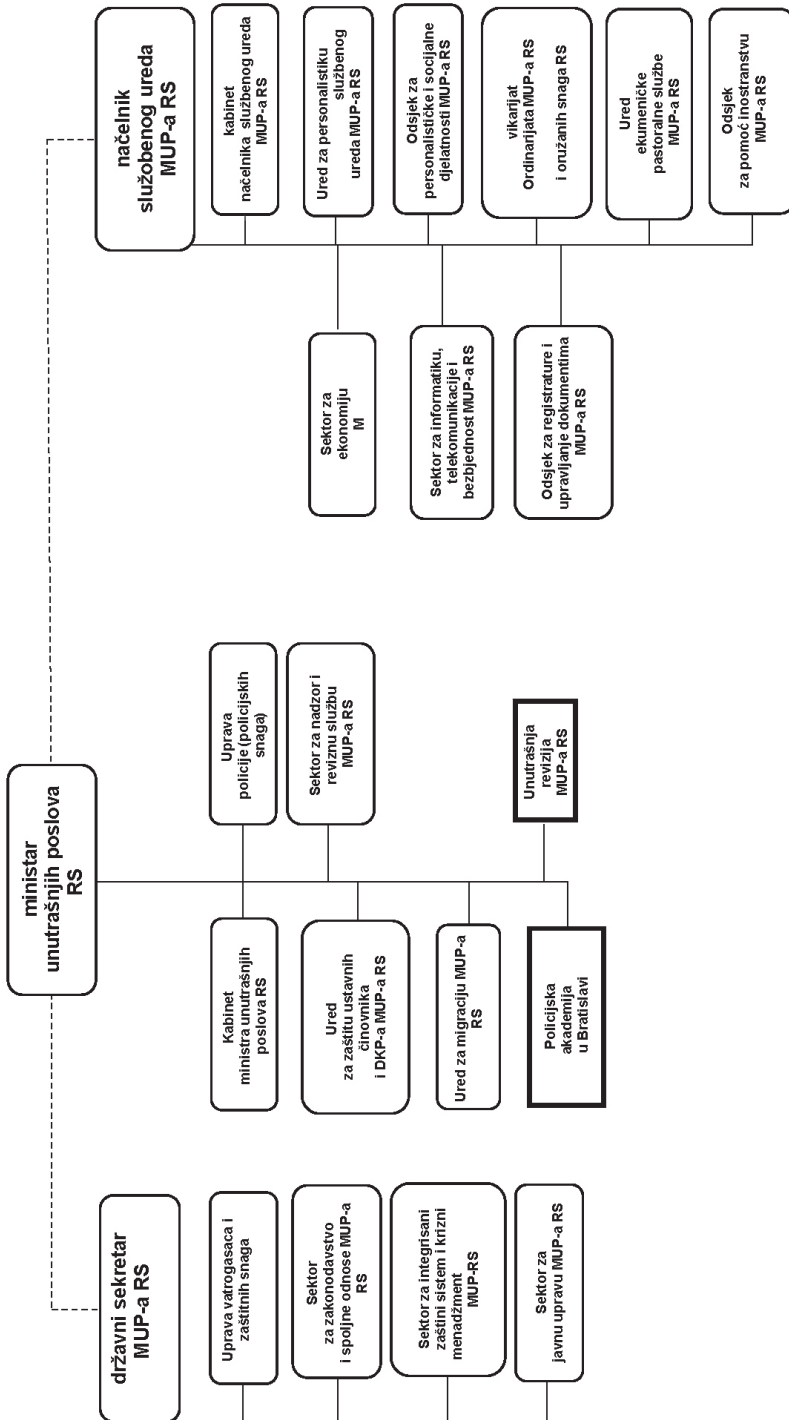 ministar
unutrašnjih poslova
RS
državni sekretar
MUP-a RS
Uprava vatrogasaca i
zaštitnih snaga
Sektor
za zakonodavstvo
i spoljne odnose MUP-a
RS
Sektor za integrisani
zaštini sistem i krizni
menadžment
MUP-RS
Sektor za
javnu upravu MUP-a RS
Kabinet
ministra unutrašnjih
poslova RS
Uprava
policije (policijskih
snaga)
Ured
za zaštitu ustavnih
činovnika
i DKP-a MUP-a RS
Sektor za nadzor i
reviznu službu
MUP-a RS
Ured za migraciju MUP-a
RS
Unutrašnja
revizija
MUP-a RS
Policijska
akademija
u Bratislavi
načelnik
službenog ureda
MUP-a RS
kabinet
načelnika službenog ureda
MUP-a RS
Sektor za
ekonomiju
M
Ured za personalistiku
službenog
ureda MUP-a RS
Sektor za informatiku,
telekomunikacije i
bezbjednost MUP-a RS
Odsjek za
personalističke i socijalne
djelatnosti MUP-a RS
Odsjek za registrature i
upravljanje dokumentima
MUP-a RS
vikarijat
Ordinarijata MUP-a RS
i oružanih snaga RS
Ured
ekumeničke
pastoralne službe
MUP-a RS
Odsjek
za pomoć inostranstvu
MUP-a RS